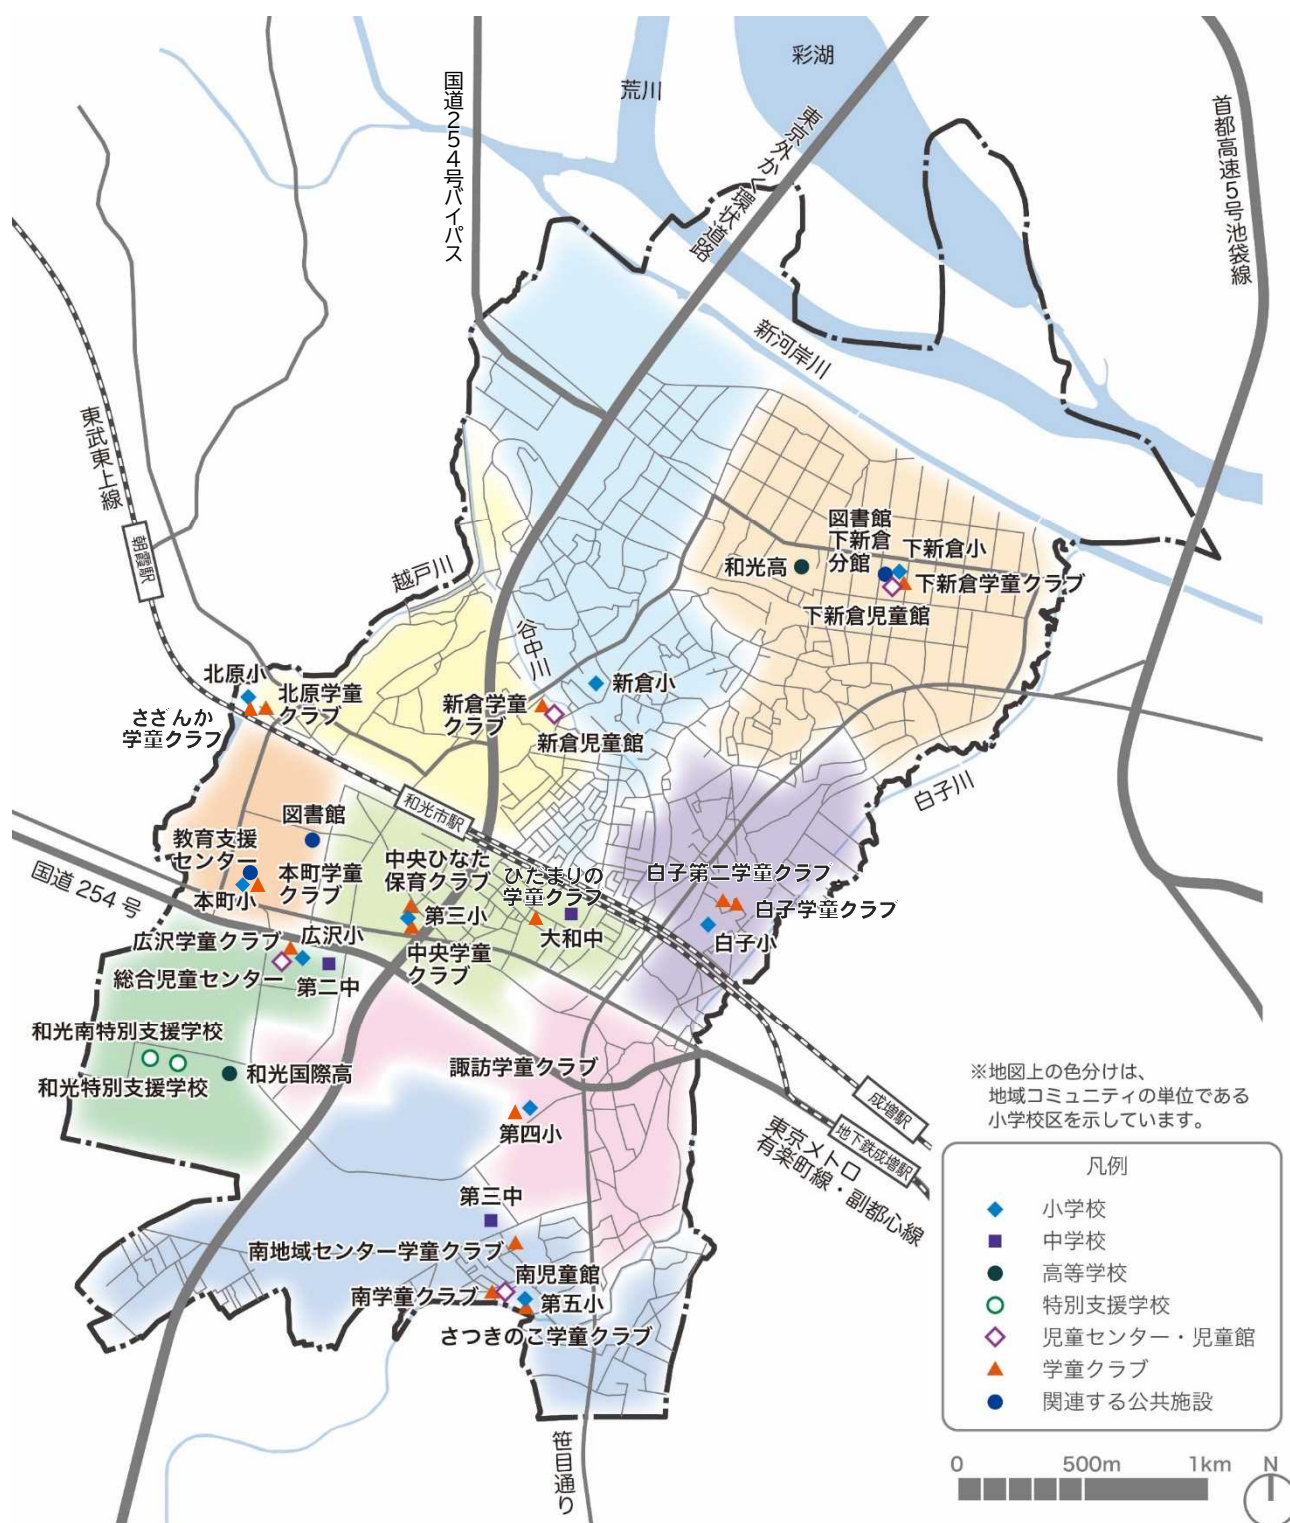 彩湖
荒川
国道254号バイパス
東京外かく環状道路
首都高速5号池袋線
新河岸川
東武東上線
朝霞駅
越戸川
谷中川
図書館
下新倉
分館
下新倉小
和光高
下新倉学童クラブ
下新倉児童館
北原小
北原学童
クラブ
さざんか
学童クラブ
新倉小
新倉学童
クラブ
新倉児童館
白子川
和光市駅
国道254号
図書館
教育支援
センター
本町学童
クラブ
本町小
中央ひなた
保育クラブ
第三小
中央学童
クラブ
ひだまりの
学童クラブ
大和中
白子第二学童クラブ
白子学童クラブ
白子小
広沢学童クラブ
広沢小
総合児童センター
第二中
和光南特別支援学校
和光特別支援学校
和光国際高
諏訪学童クラブ
第四小
第三中
南地域センター学童クラブ
南児童館
南学童クラブ
第五小
さつきのこ学童クラブ
笹目通り
成増駅
地下鉄成増駅
東京メトロ
有楽町線・副都心線
※地図上の色分けは、
地域コミュニティの単位である
小学校区を示しています。
凡例
小学校
中学校
高等学校
特別支援学校
児童センター・児童館
学童クラブ
関連する公共施設
0 500m 1km N